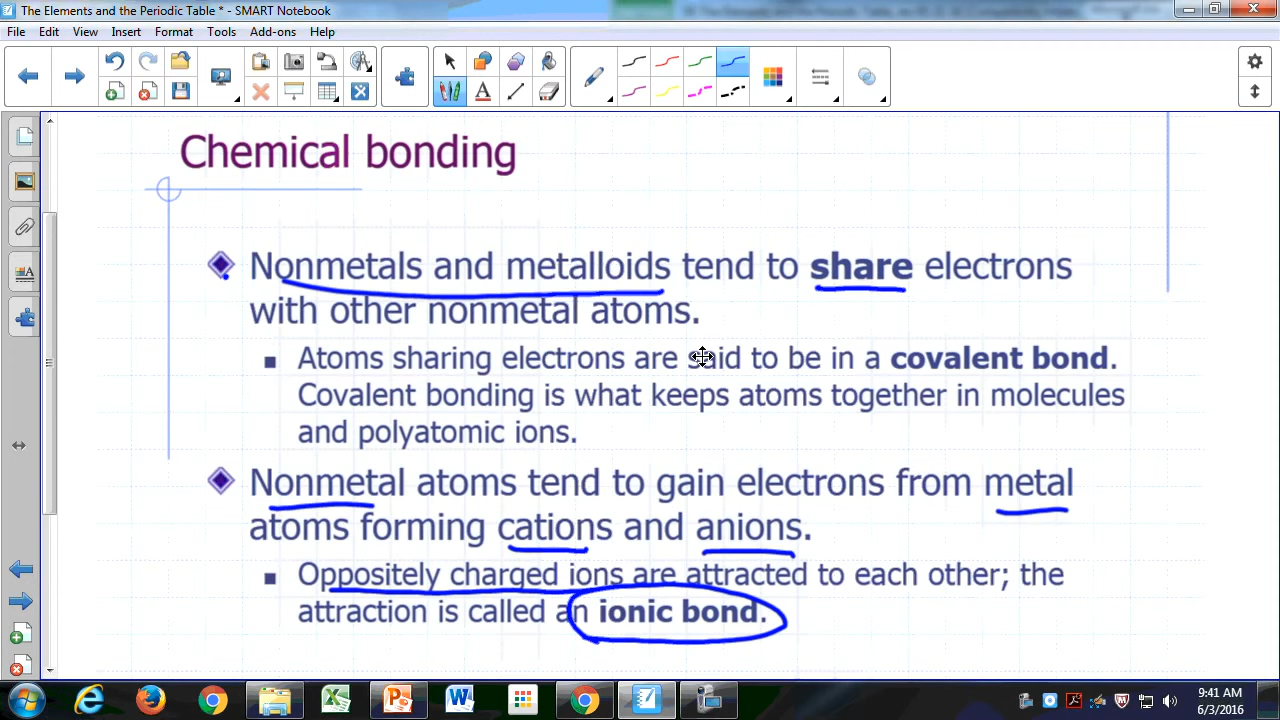 The Elements and the Periodic Table * - SMART Notebook
File Edit View Insert Format Tools Add-ons Help
Chemical bonding
Nonmetals and metalloids tend to share electrons
with other nonmetal atoms.
Atoms sharing electrons are said to be in a covalent bond.
Covalent bonding is what keeps atoms together in molecules
and polyatomic ions.
Nonmetal atoms tend to gain electrons from metal
atoms forming cations and anions.
Oppositely charged ions are attracted to each other; the
attraction is called an ionic bond.
9:41 AM
6/3/2016